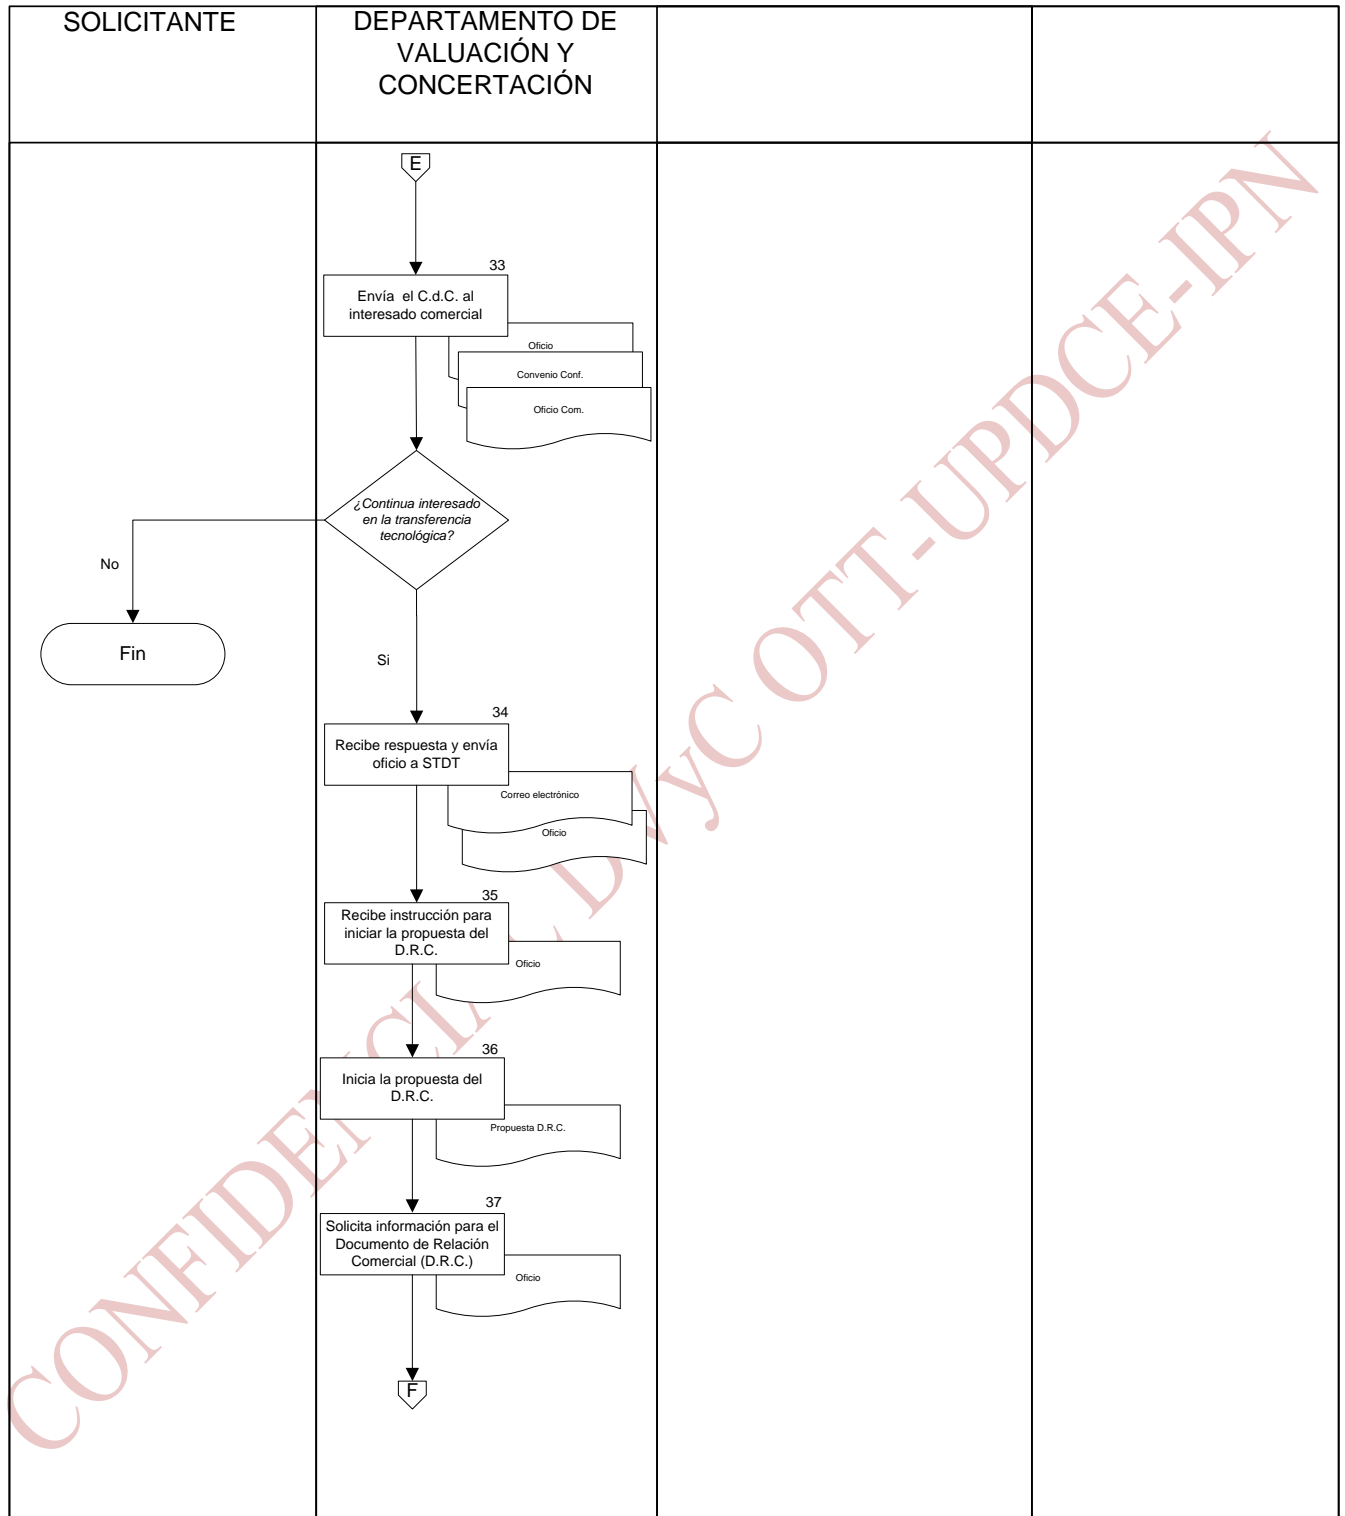 SOLICITANTE
DEPARTAMENTO DE
VALUACIÓN Y
CONCERTACIÓN
E
33
Envía el C.d.C. al
interesado comercial
Oficio
Convenio Conf.
Oficio Com.
¿Continua interesado
en la transferencia
tecnológica?
No
Fin
Si
34
Recibe respuesta y envía
oficio a STDT
Correo electrónico
Oficio
35
Recibe instrucción para
iniciar la propuesta del
D.R.C.
Oficio
36
Inicia la propuesta del
D.R.C.
Propuesta D.R.C.
37
Solicita información para el
Documento de Relación
Comercial (D.R.C.)
Oficio
F
CONFIDENCIAL DVyC OTT-UPDCE-IPN